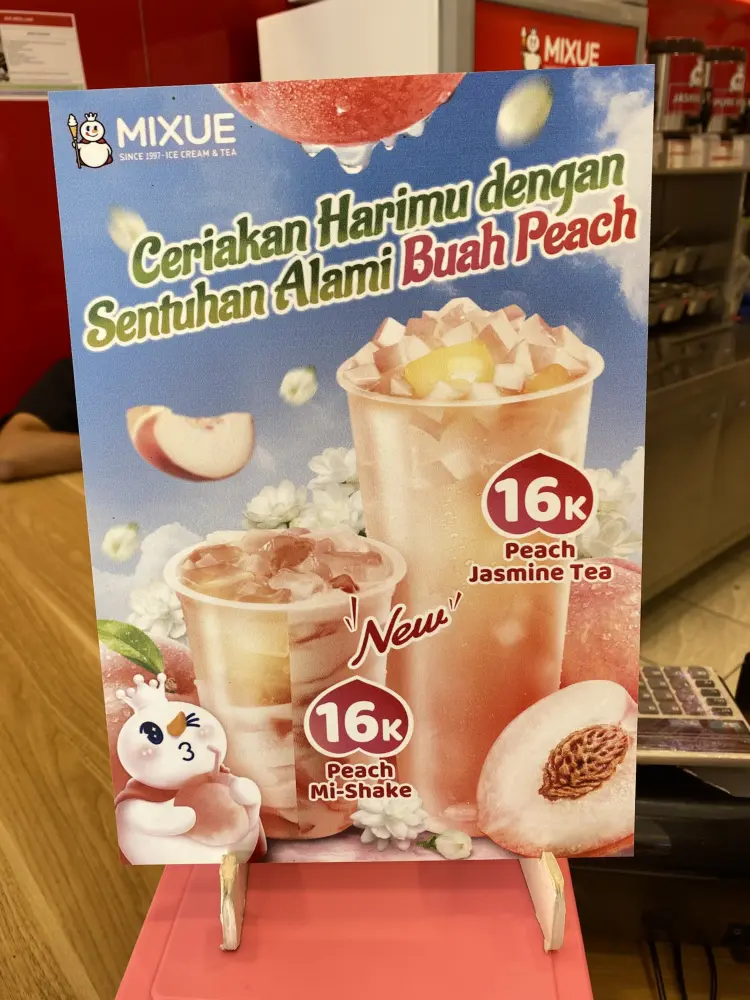 MIXUE
MIXUE
SINCE 1997-ICE CREAM & TEA
Ceriakan Harimu dengan
Sentuhan Alami Buah Peach
16K
Peach
Jasmine Tea
New
16K
Peach
Mi-Shake